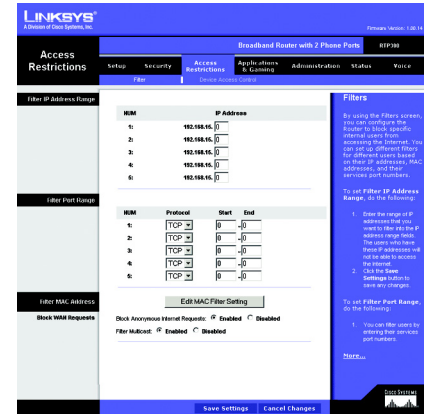 LINKSYS®
A Division of Cisco Systems, Inc.
Firmware Version: 1.00.14
Broadband Router with 2 Phone Ports
RTP300
Access Restrictions
Setup
Security
Access Restrictions
Applications & Gaming
Administration
Status
Voice
Filter
Device Access Control
Filter IP Address Range
NUM IP Address
1: 192.168.15. 0
2: 192.168.15. 0
3: 192.168.15. 0
4: 192.168.15. 0
5: 192.168.15. 0
Filter Port Range
NUM Protocol Start End
1: TCP 0 - 0
2: TCP 0 - 0
3: TCP 0 - 0
4: TCP 0 - 0
5: TCP 0 - 0
Filter MAC Address
Edit MAC Filter Setting
Block WAN Requests
Block Anonymous Internet Requests: Enabled Disabled
Filter Multicast: Enabled Disabled
Filters
By using the Filters screen,
you can configure the
Router to block specific
internal users from
accessing the Internet. You
can set up different filters
for different users based
on their IP addresses, MAC
addresses, and their
services port numbers.
To set Filter IP Address
Range, do the following:
1. Enter the range of IP
addresses that you
want to filter into the IP
address range fields.
The users who have
these IP addresses will
not be able to access
the Internet.
2. Click the Save
Settings button to
save any changes.
To set Filter Port Range,
do the following:
1. You can filter users by
entering their services
port numbers.
More...
Save Settings
Cancel Changes
CISCO SYSTEMS